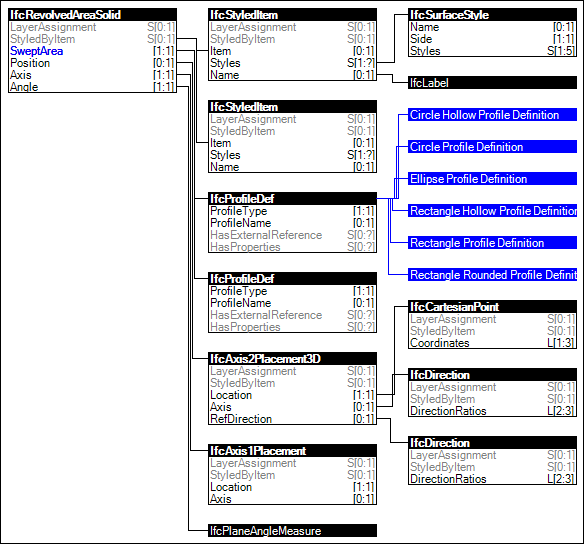 IfcRevolvedAreaSolid
LayerAssignment S[0:1]
StyledByItem S[0:1]
SweptArea [1:1]
Position [0:1]
Axis [1:1]
Angle [1:1]
IfcStyledItem
LayerAssignment S[0:1]
StyledByItem S[0:1]
Item [0:1]
Styles S[1:?]
Name [0:1]
IfcStyledItem
LayerAssignment S[0:1]
StyledByItem S[0:1]
Item [0:1]
Styles S[1:?]
Name [0:1]
IfcProfileDef
ProfileType [1:1]
ProfileName [0:1]
HasExternalReference S[0:?]
HasProperties S[0:?]
IfcProfileDef
ProfileType [1:1]
ProfileName [0:1]
HasExternalReference S[0:?]
HasProperties S[0:?]
IfcAxis2Placement3D
LayerAssignment S[0:1]
StyledByItem S[0:1]
Location [1:1]
Axis [0:1]
RefDirection [0:1]
IfcAxis1Placement
LayerAssignment S[0:1]
StyledByItem S[0:1]
Location [1:1]
Axis [0:1]
IfcPlaneAngleMeasure
IfcSurfaceStyle
Name [0:1]
Side [1:1]
Styles S[1:5]
IfcLabel
Circle Hollow Profile Definition
Circle Profile Definition
Ellipse Profile Definition
Rectangle Hollow Profile Definition
Rectangle Profile Definition
Rectangle Rounded Profile Definit
IfcCartesianPoint
LayerAssignment S[0:1]
StyledByItem S[0:1]
Coordinates L[1:3]
IfcDirection
LayerAssignment S[0:1]
StyledByItem S[0:1]
DirectionRatios L[2:3]
IfcDirection
LayerAssignment S[0:1]
StyledByItem S[0:1]
DirectionRatios L[2:3]